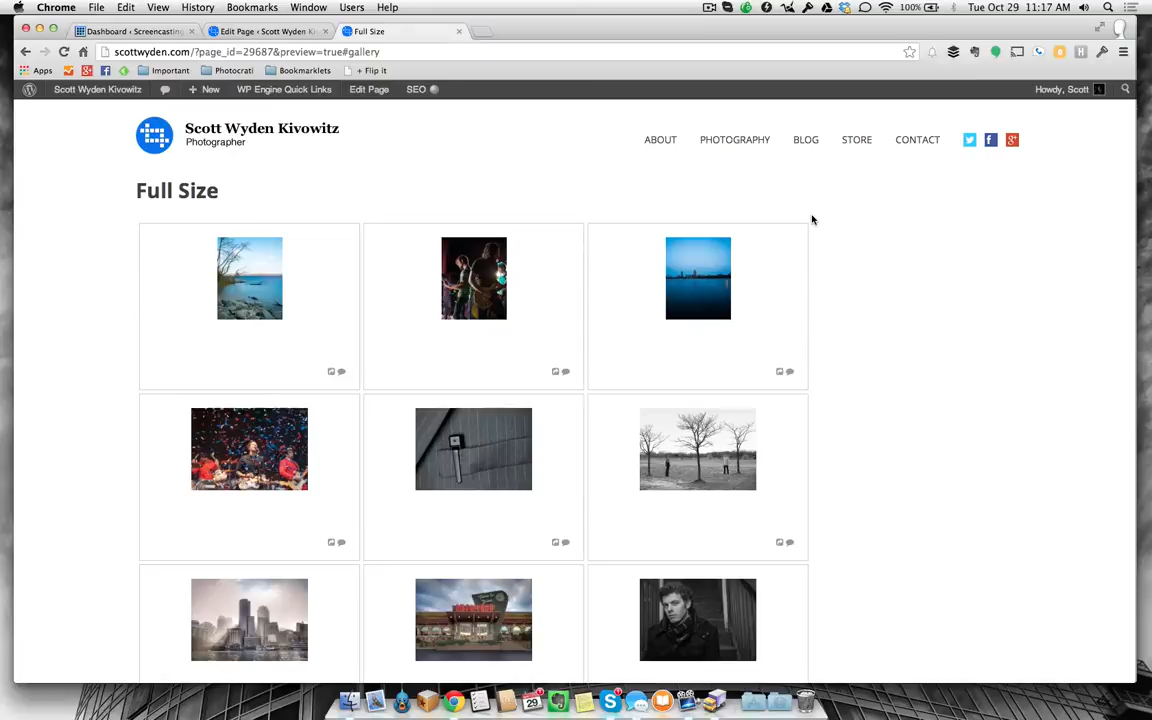 Chrome File Edit View History Bookmarks Window Users Help 100% Tue Oct 29 11:17 AM
Dashboard ‹ Screencasting Edit Page ‹ Scott Wyden Ki Full Size
scottwyden.com/?page_id=29687&preview=true#gallery
Apps Important Photocrati Bookmarklets + Flip it
Scott Wyden Kivowitz + New WP Engine Quick Links Edit Page SEO Howdy, Scott
Scott Wyden Kivowitz
Photographer
ABOUT PHOTOGRAPHY BLOG STORE CONTACT
Full Size
29